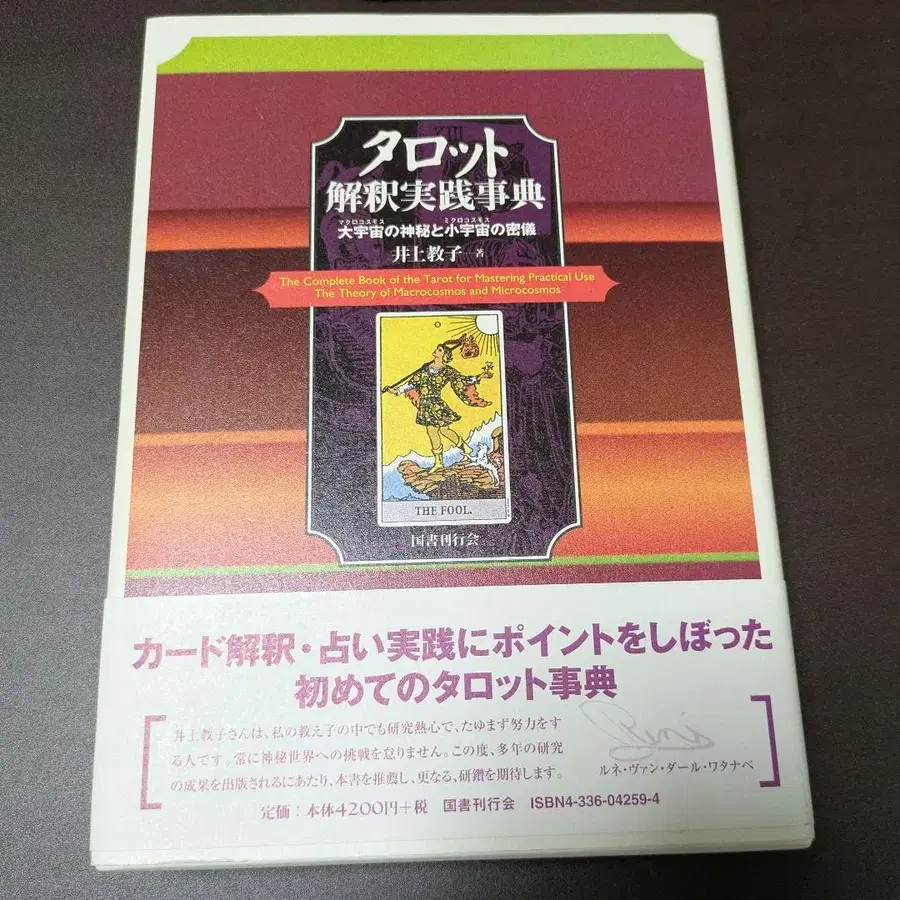 タロット
解釈実践事典
マクロコスモス ミクロコスモス
大宇宙の神秘と小宇宙の密儀
井上教子 著
The Complete Book of the Tarot for Mastering Practical Use
The Theory of Macrocosmos and Microcosmos
THE FOOL.
国書刊行会
カード解釈・占い実践にポイントをしぼった
初めてのタロット事典
井上教子さんは、私の教え子の中でも研究熱心で、たゆまず努力をす
る人です。常に神秘世界への挑戦を怠りません。この度、多年の研究
の成果を出版されるにあたり、本書を推薦し、更なる、研鑽を期待します。
ルネ・ヴァン・ダール・ワタナベ
定価：本体4200円+税 国書刊行会 ISBN4-336-04259-4